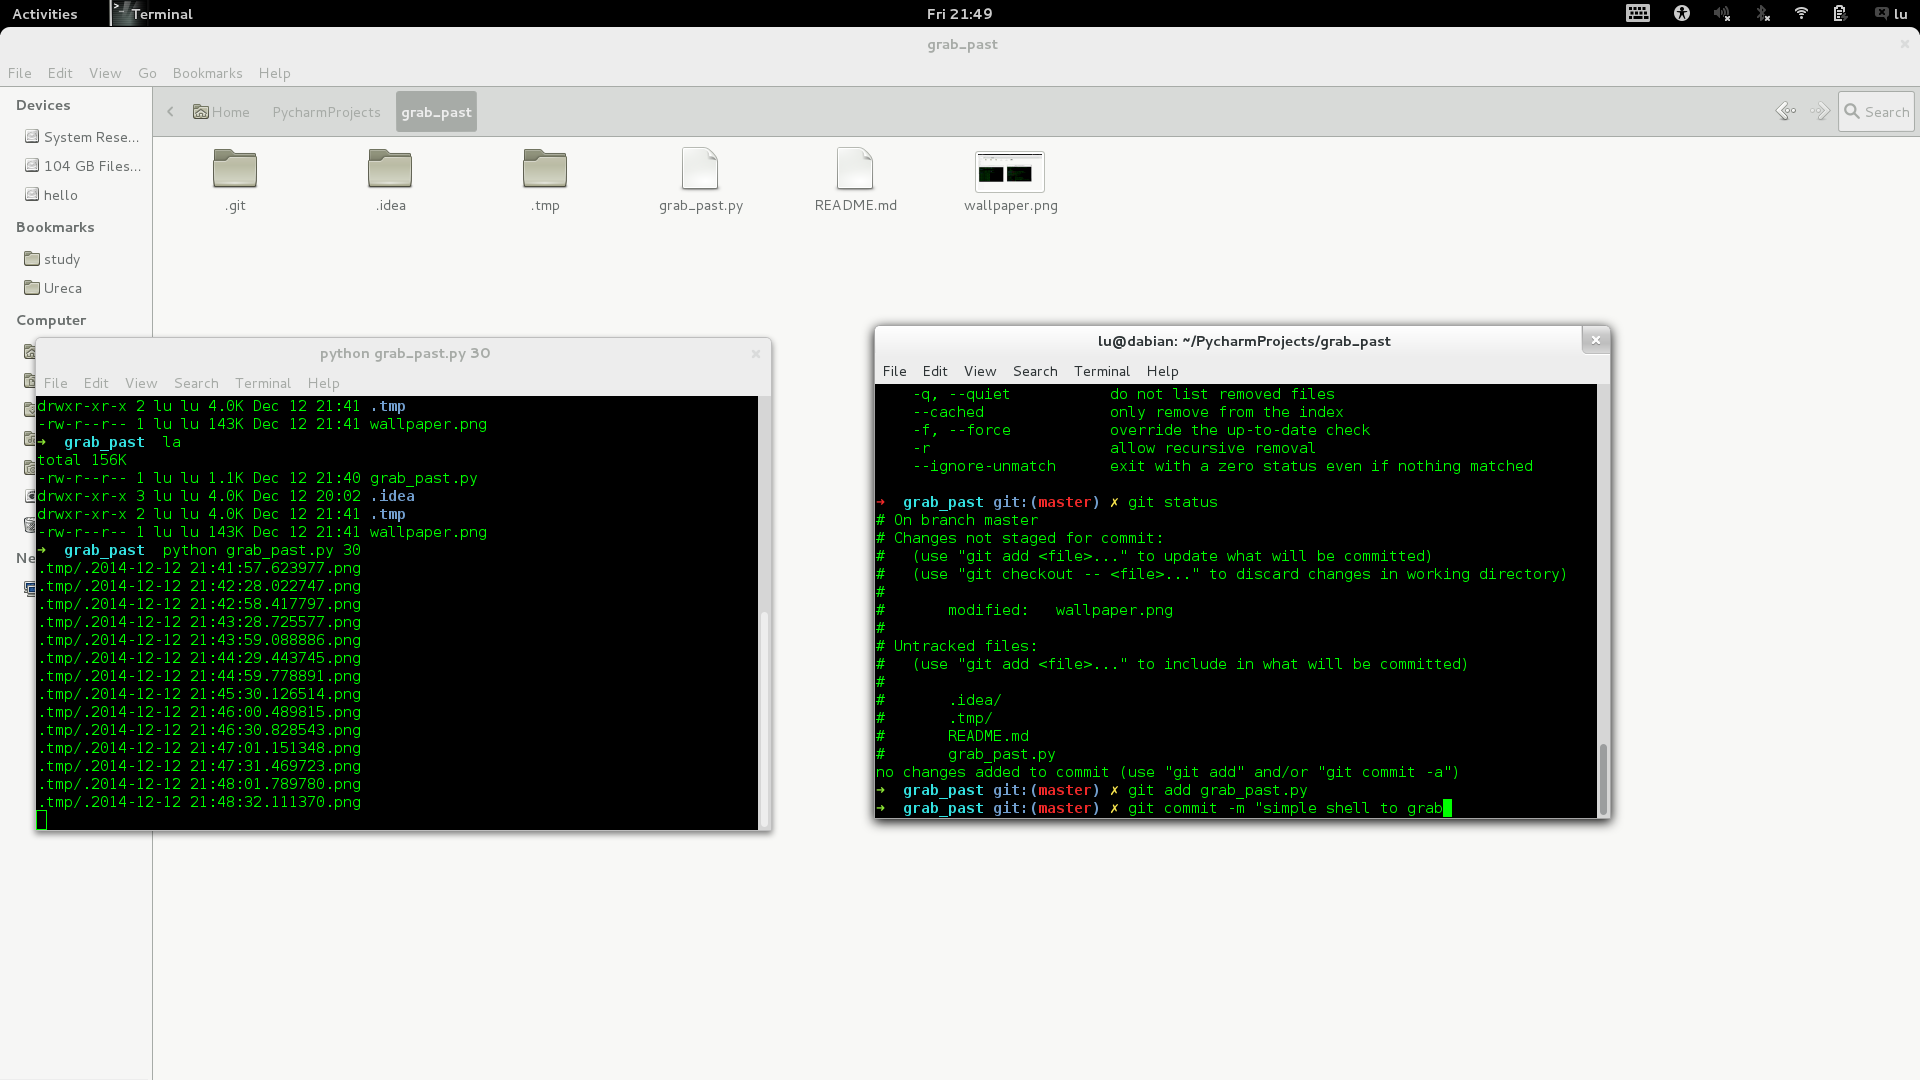 Activities
Terminal
Fri 21:49
lu
grab_past
File Edit View Go Bookmarks Help
Devices
System Rese...
104 GB Files...
hello
Bookmarks
study
Ureca
Computer
Ne
Home PycharmProjects grab_past
Search
.git .idea .tmp grab_past.py README.md wallpaper.png
python grab_past.py 30
File Edit View Search Terminal Help
drwxr-xr-x 2 lu lu 4.0K Dec 12 21:41 .tmp
-rw-r--r-- 1 lu lu 143K Dec 12 21:41 wallpaper.png
➜  grab_past  la
total 156K
-rw-r--r-- 1 lu lu 1.1K Dec 12 21:40 grab_past.py
drwxr-xr-x 3 lu lu 4.0K Dec 12 20:02 .idea
drwxr-xr-x 2 lu lu 4.0K Dec 12 21:41 .tmp
-rw-r--r-- 1 lu lu 143K Dec 12 21:41 wallpaper.png
➜  grab_past  python grab_past.py 30
.tmp/.2014-12-12 21:41:57.623977.png
.tmp/.2014-12-12 21:42:28.022747.png
.tmp/.2014-12-12 21:42:58.417797.png
.tmp/.2014-12-12 21:43:28.725577.png
.tmp/.2014-12-12 21:43:59.088886.png
.tmp/.2014-12-12 21:44:29.443745.png
.tmp/.2014-12-12 21:44:59.778891.png
.tmp/.2014-12-12 21:45:30.126514.png
.tmp/.2014-12-12 21:46:00.489815.png
.tmp/.2014-12-12 21:46:30.828543.png
.tmp/.2014-12-12 21:47:01.151348.png
.tmp/.2014-12-12 21:47:31.469723.png
.tmp/.2014-12-12 21:48:01.789780.png
.tmp/.2014-12-12 21:48:32.111370.png
lu@dabian: ~/PycharmProjects/grab_past
File Edit View Search Terminal Help
-q, --quiet           do not list removed files
--cached              only remove from the index
-f, --force           override the up-to-date check
-r                    allow recursive removal
--ignore-unmatch      exit with a zero status even if nothing matched
➜  grab_past git:(master) ✗ git status
# On branch master
# Changes not staged for commit:
#   (use "git add <file>..." to update what will be committed)
#   (use "git checkout -- <file>..." to discard changes in working directory)
#
#       modified:   wallpaper.png
#
# Untracked files:
#   (use "git add <file>..." to include in what will be committed)
#
#       .idea/
#       .tmp/
#       README.md
#       grab_past.py
no changes added to commit (use "git add" and/or "git commit -a")
➜  grab_past git:(master) ✗ git add grab_past.py
➜  grab_past git:(master) ✗ git commit -m "simple shell to grab